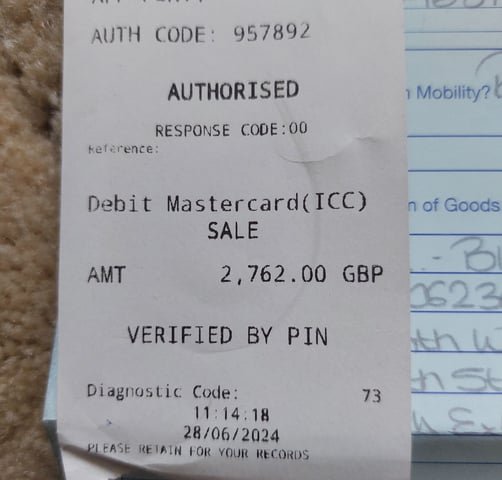 AUTH CODE: 957892
AUTHORISED
RESPONSE CODE:00
Reference:
Debit Mastercard(ICC)
SALE
AMT 2,762.00 GBP
VERIFIED BY PIN
Diagnostic Code: 73
11:14:18
28/06/2024
PLEASE RETAIN FOR YOUR RECORDS
Mobility?
of Goods